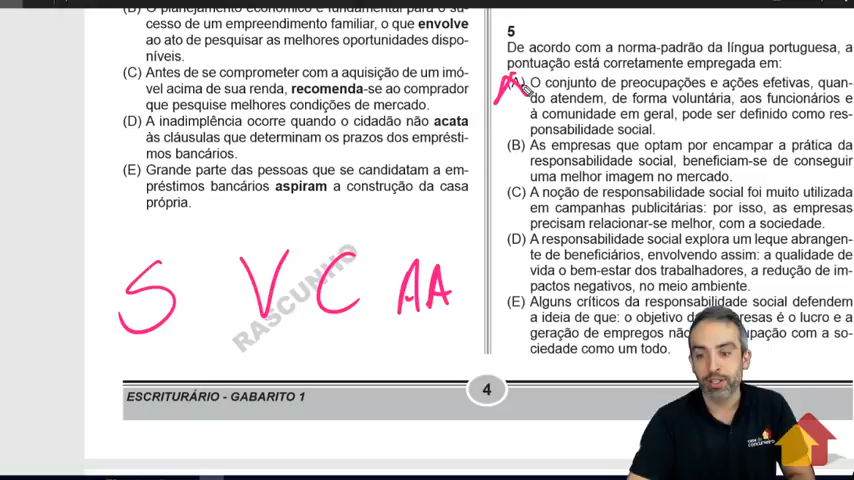 (B) O planejamento econômico é fundamental para o su-
cesso de um empreendimento familiar, o que envolve
ao ato de pesquisar as melhores oportunidades dispo-
níveis.
(C) Antes de se comprometer com a aquisição de um imó-
vel acima de sua renda, recomenda-se ao comprador
que pesquise melhores condições de mercado.
(D) A inadimplência ocorre quando o cidadão não acata
às cláusulas que determinam os prazos dos emprésti-
mos bancários.
(E) Grande parte das pessoas que se candidatam a em-
préstimos bancários aspiram a construção da casa
própria.
S V C AA
RASCUNHO
5
De acordo com a norma-padrão da língua portuguesa, a
pontuação está corretamente empregada em:
(A) O conjunto de preocupações e ações efetivas, quan-
do atendem, de forma voluntária, aos funcionários e
à comunidade em geral, pode ser definido como res-
ponsabilidade social.
(B) As empresas que optam por encampar a prática da
responsabilidade social, beneficiam-se de conseguir
uma melhor imagem no mercado.
(C) A noção de responsabilidade social foi muito utilizada
em campanhas publicitárias: por isso, as empresas
precisam relacionar-se melhor, com a sociedade.
(D) A responsabilidade social explora um leque abrangen-
te de beneficiários, envolvendo assim: a qualidade de
vida o bem-estar dos trabalhadores, a redução de im-
pactos negativos, no meio ambiente.
(E) Alguns críticos da responsabilidade social defendem
a ideia de que: o objetivo das empresas é o lucro e a
geração de empregos não pação com a so-
ciedade como um todo.
ESCRITURÁRIO - GABARITO 1
4
casa do
concurseiro